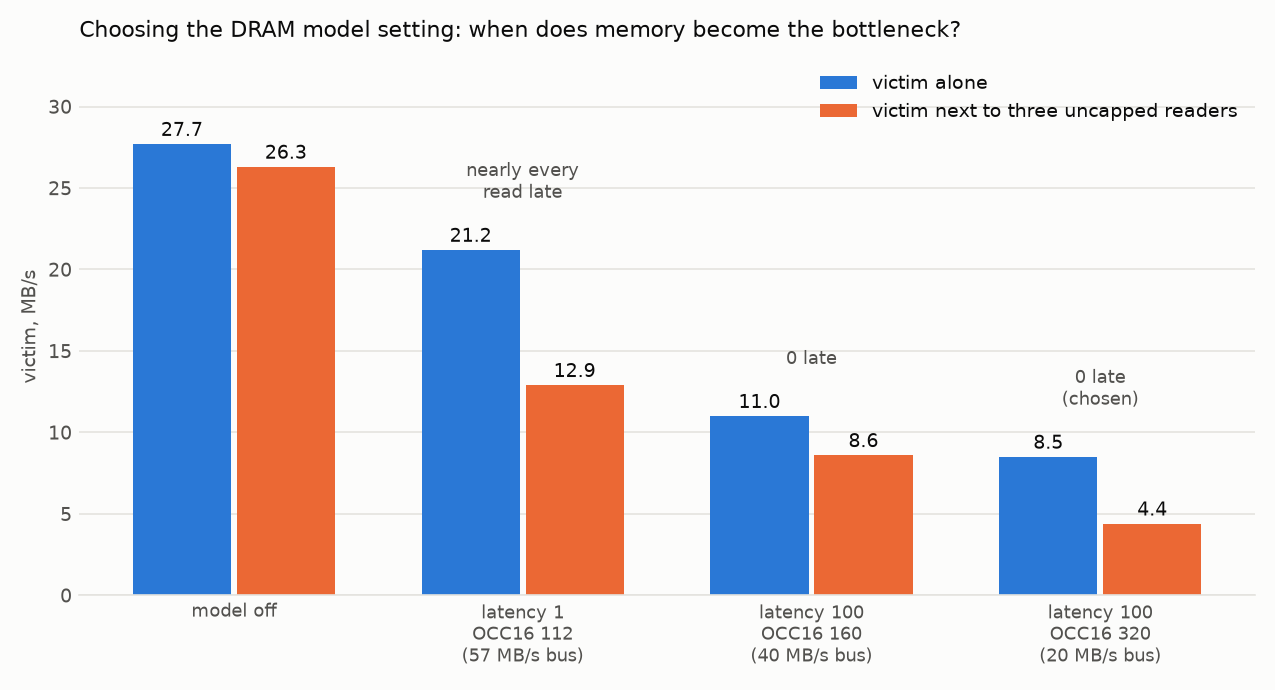 Choosing the DRAM model setting: when does memory become the bottleneck?
victim alone
victim next to three uncapped readers
victim, MB/s
30
25
20
15
10
5
0
27.7
26.3
nearly every
read late
21.2
12.9
0 late
11.0
8.6
0 late
(chosen)
8.5
4.4
model off
latency 1
OCC16 112
(57 MB/s bus)
latency 100
OCC16 160
(40 MB/s bus)
latency 100
OCC16 320
(20 MB/s bus)